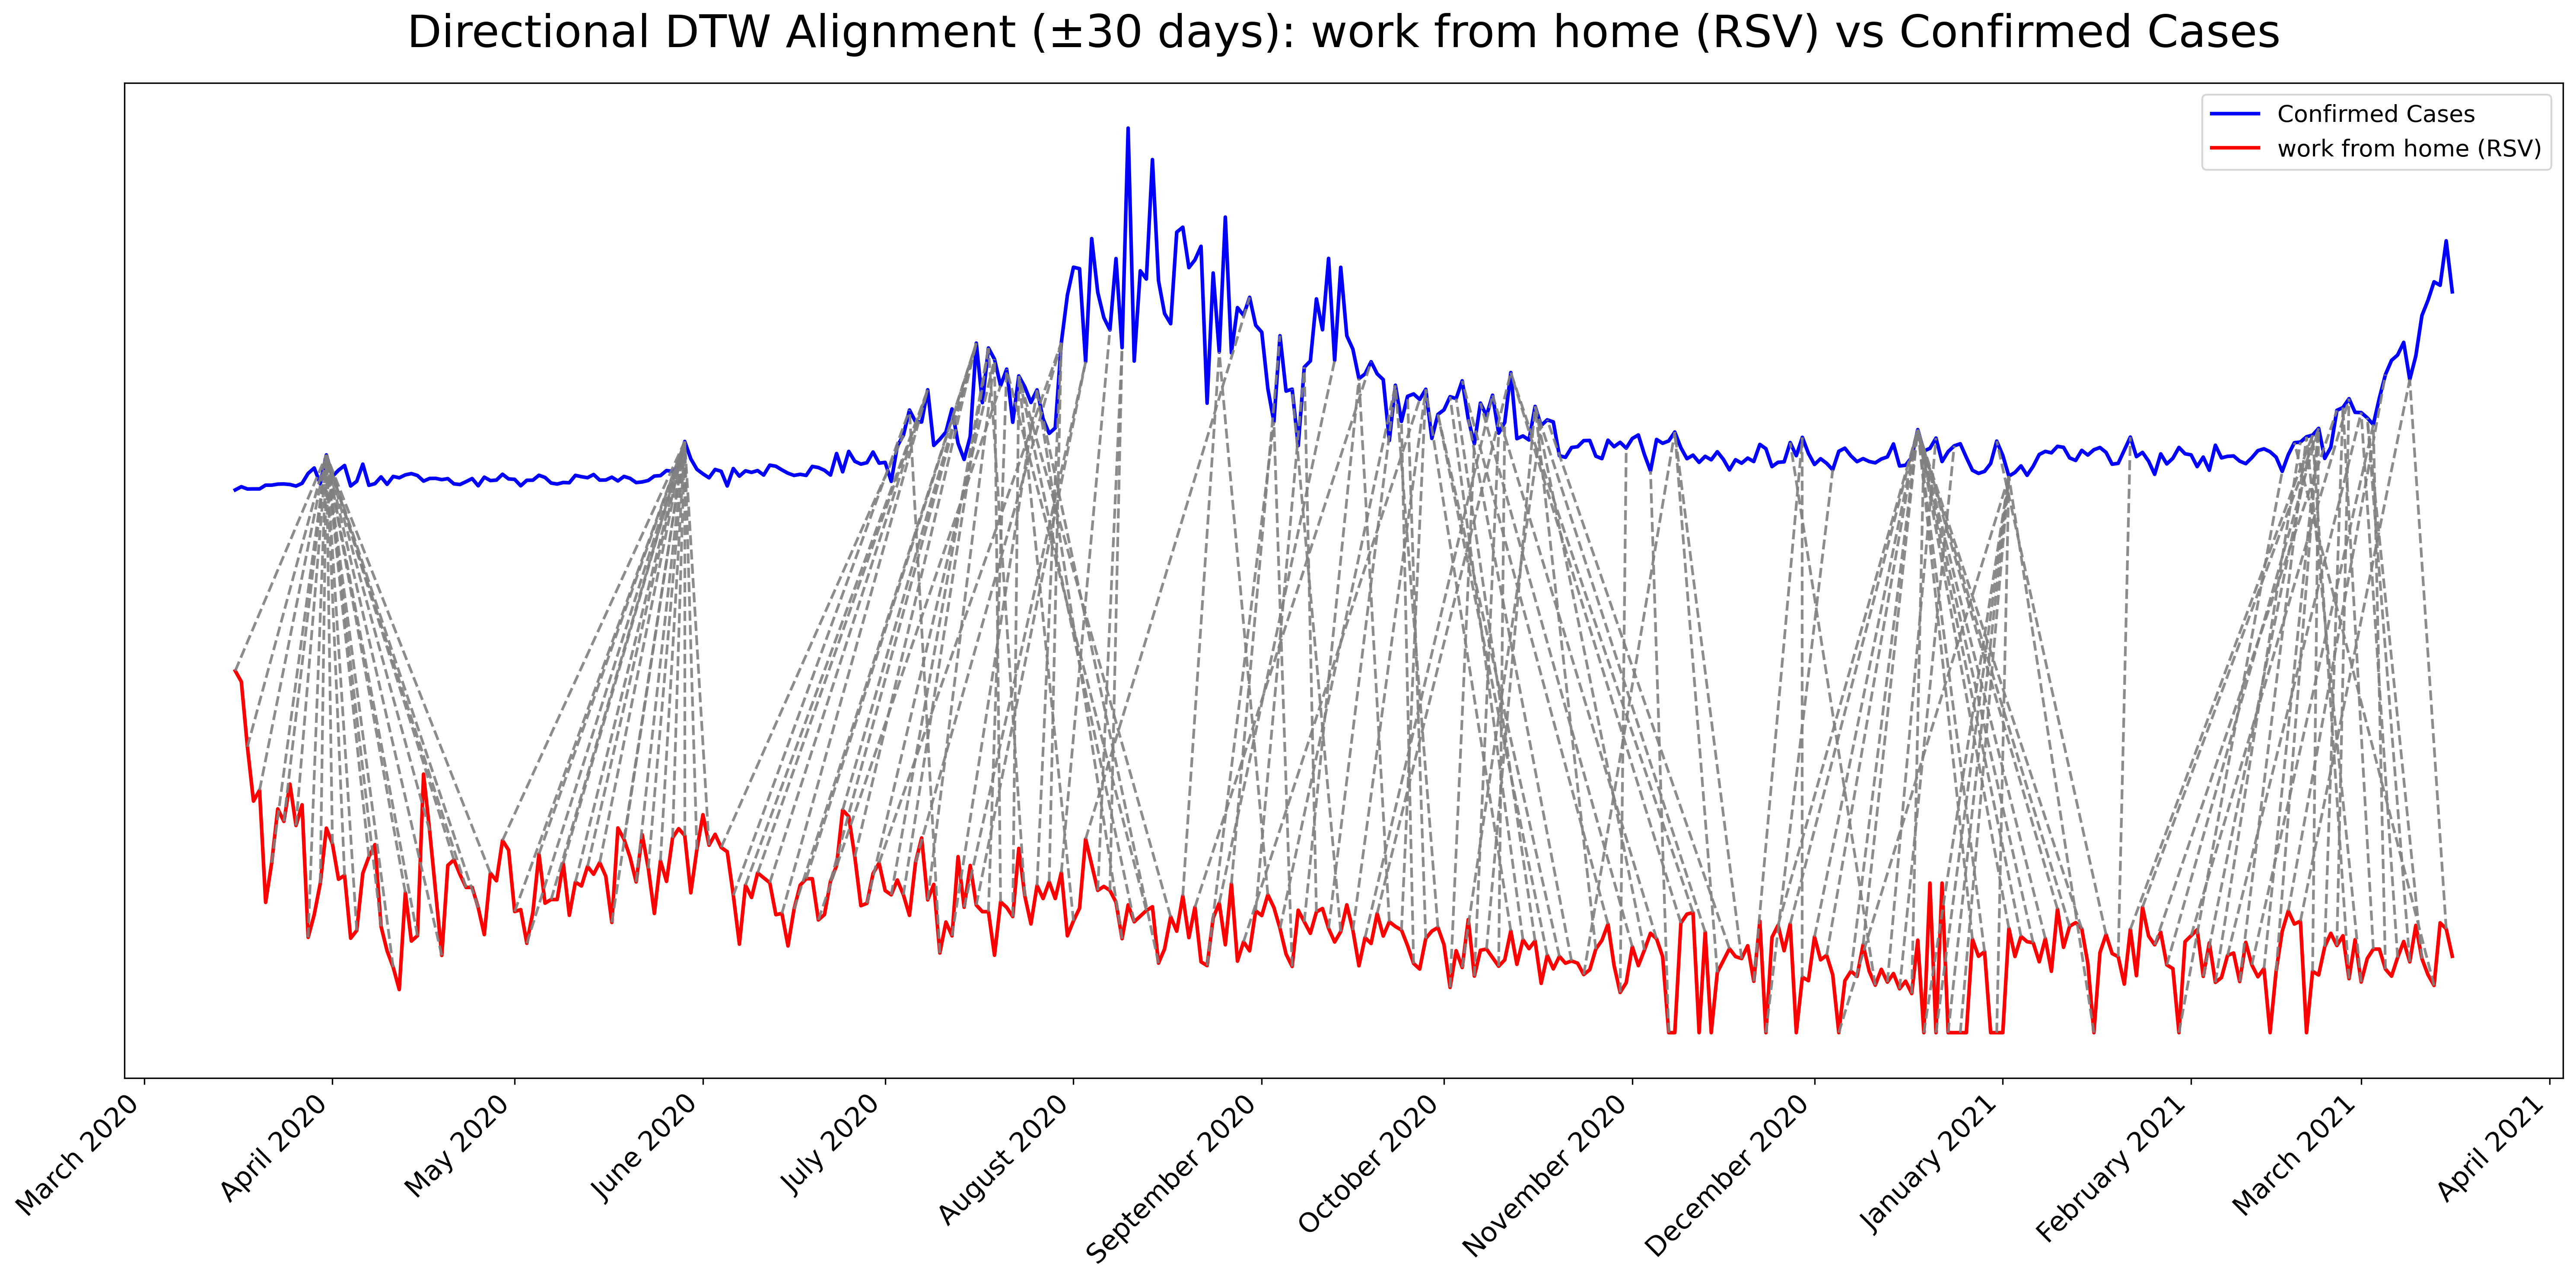 Directional DTW Alignment (±30 days): work from home (RSV) vs Confirmed Cases
Confirmed Cases
work from home (RSV)
March 2020
April 2020
May 2020
June 2020
July 2020
August 2020
September 2020
October 2020
November 2020
December 2020
January 2021
February 2021
March 2021
April 2021